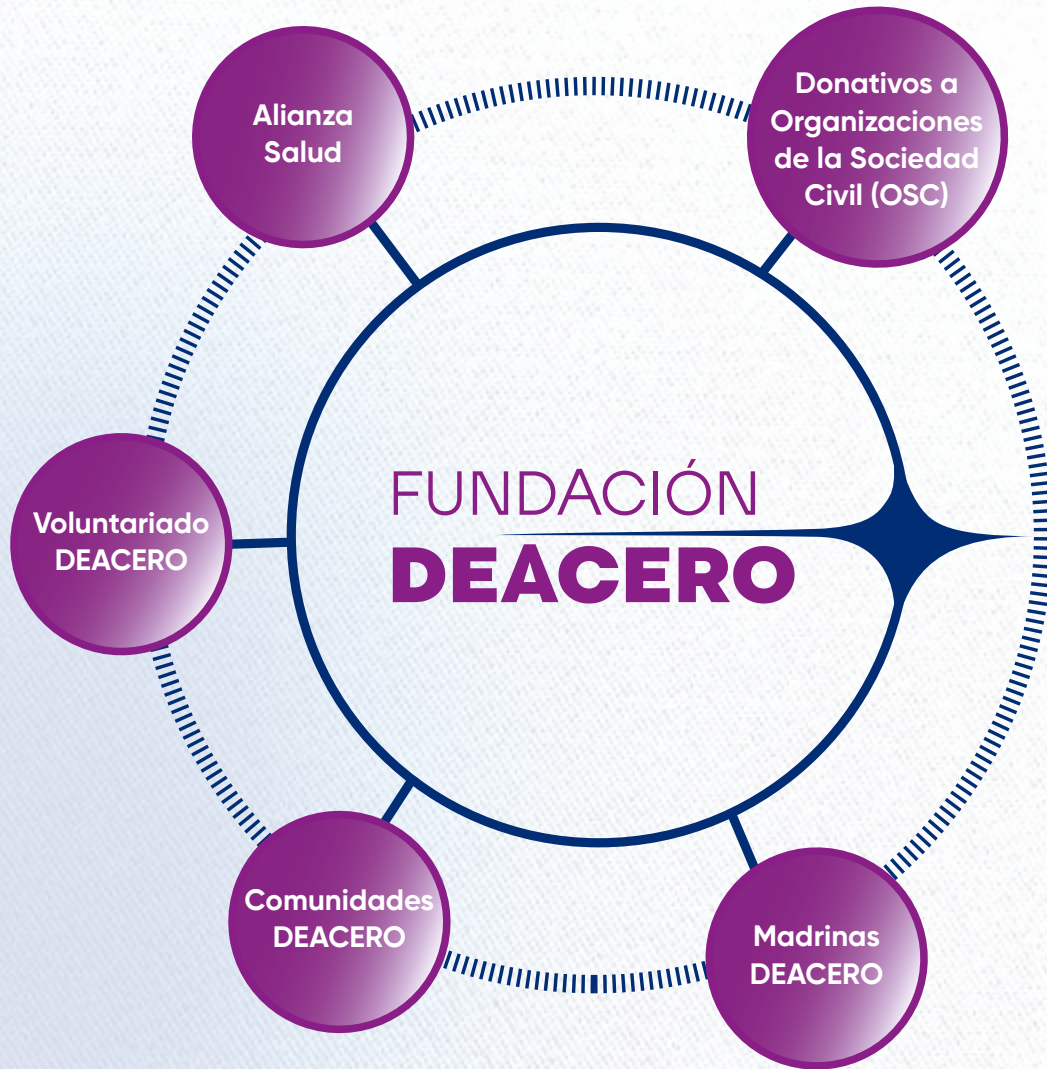 Alianza
Salud
Donativos a
Organizaciones
de la Sociedad
Civil (OSC)
FUNDACIÓN
DEACERO
Voluntariado
DEACERO
Comunidades
DEACERO
Madrinas
DEACERO